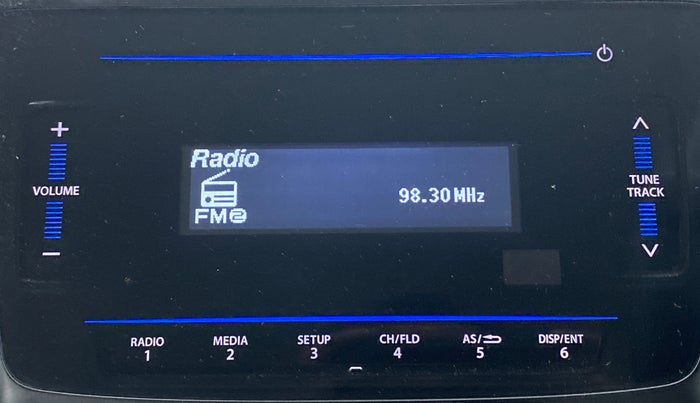 Radio
FM2
98.30 MHz
+
VOLUME
−
TUNE
TRACK
RADIO MEDIA SETUP CH/FLD AS/ DISP/ENT
1 2 3 4 5 6